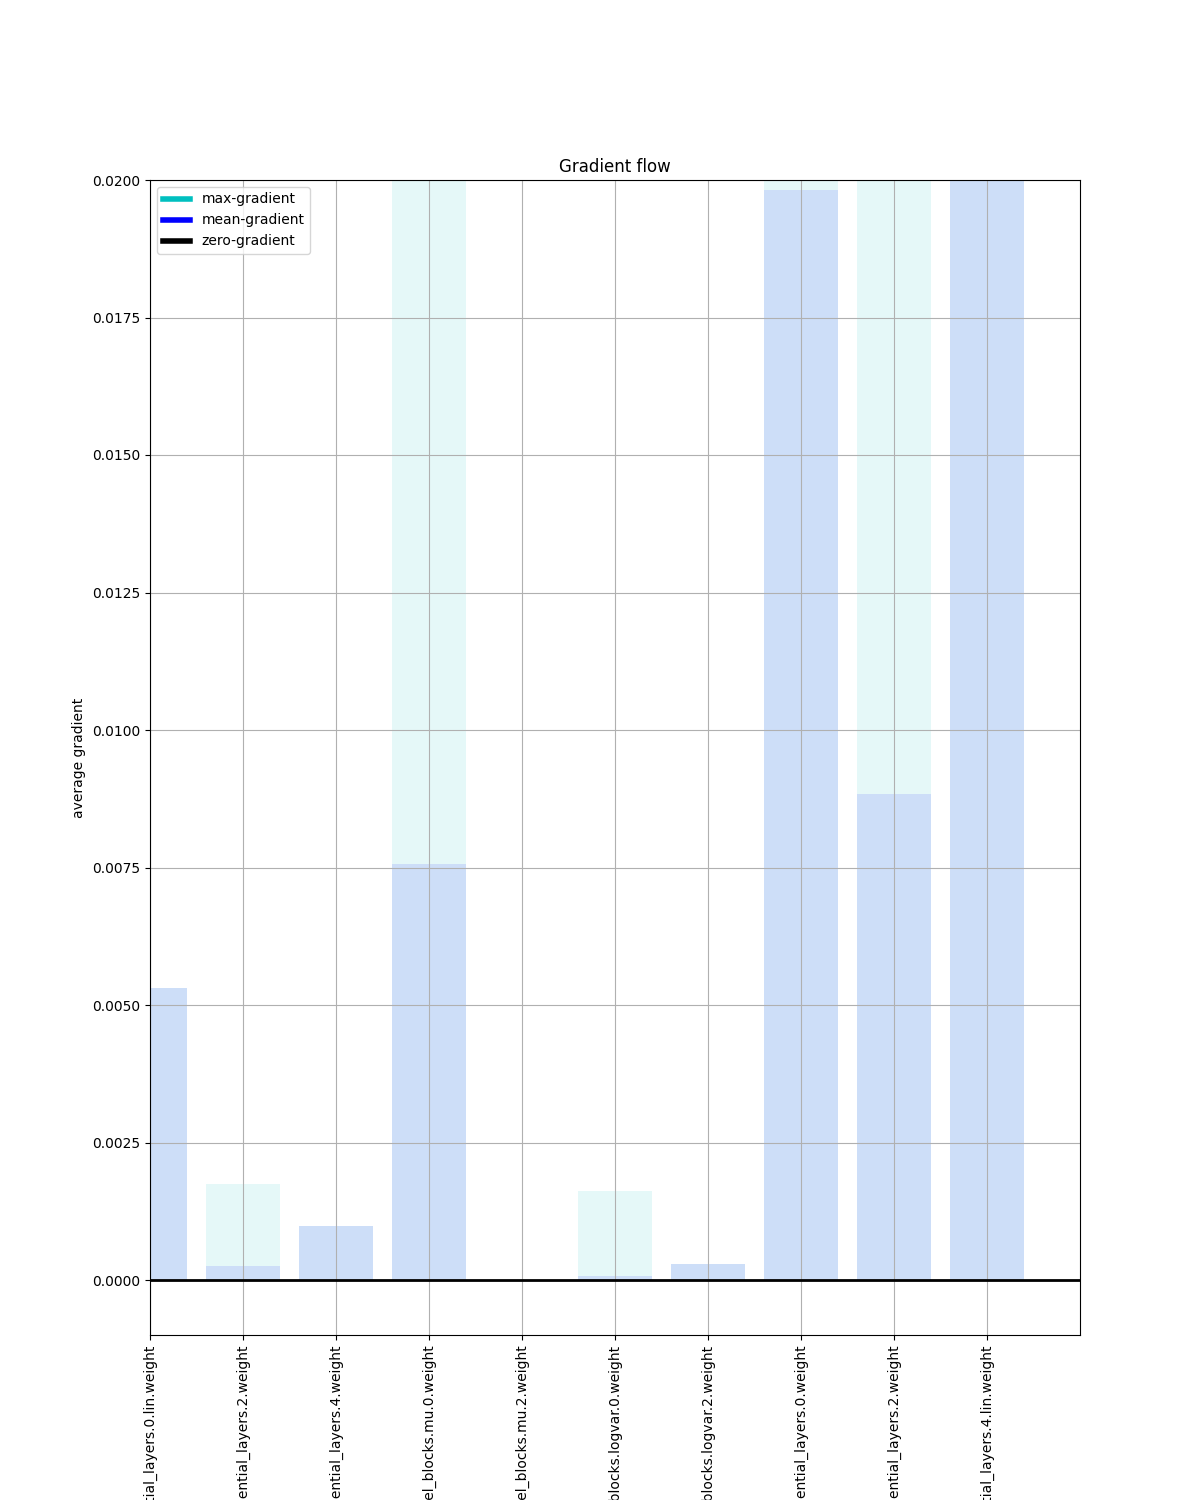 Gradient flow
max-gradient
mean-gradient
zero-gradient
0.0200
0.0175
0.0150
0.0125
0.0100
0.0075
0.0050
0.0025
0.0000
average gradient
tial_layers.0.lin.weight
ential_layers.2.weight
ential_layers.4.weight
el_blocks.mu.0.weight
el_blocks.mu.2.weight
blocks.logvar.0.weight
blocks.logvar.2.weight
ential_layers.0.weight
ential_layers.2.weight
tial_layers.4.lin.weight